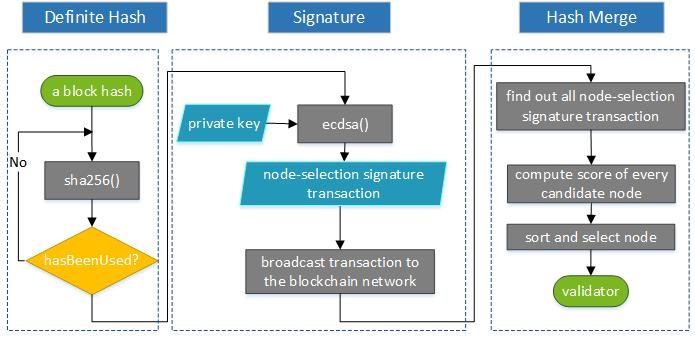 Definite Hash
Signature
Hash Merge
a block hash
No
sha256()
hasBeenUsed?
private key
ecdsa()
node-selection signature
transaction
broadcast transaction to
the blockchain network
find out all node-selection
signature transaction
compute score of every
candidate node
sort and select node
validator